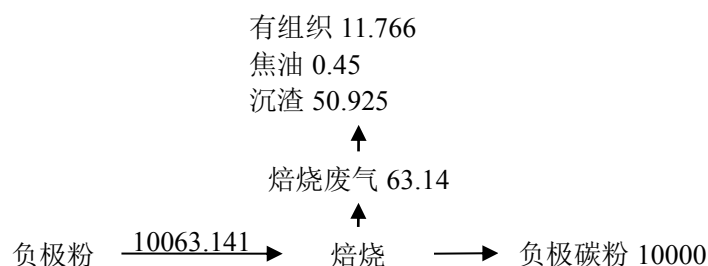 有组织 11.766
焦油 0.45
沉渣 50.925
焙烧废气 63.14
10063.141
负极粉 焙烧 负极碳粉 10000